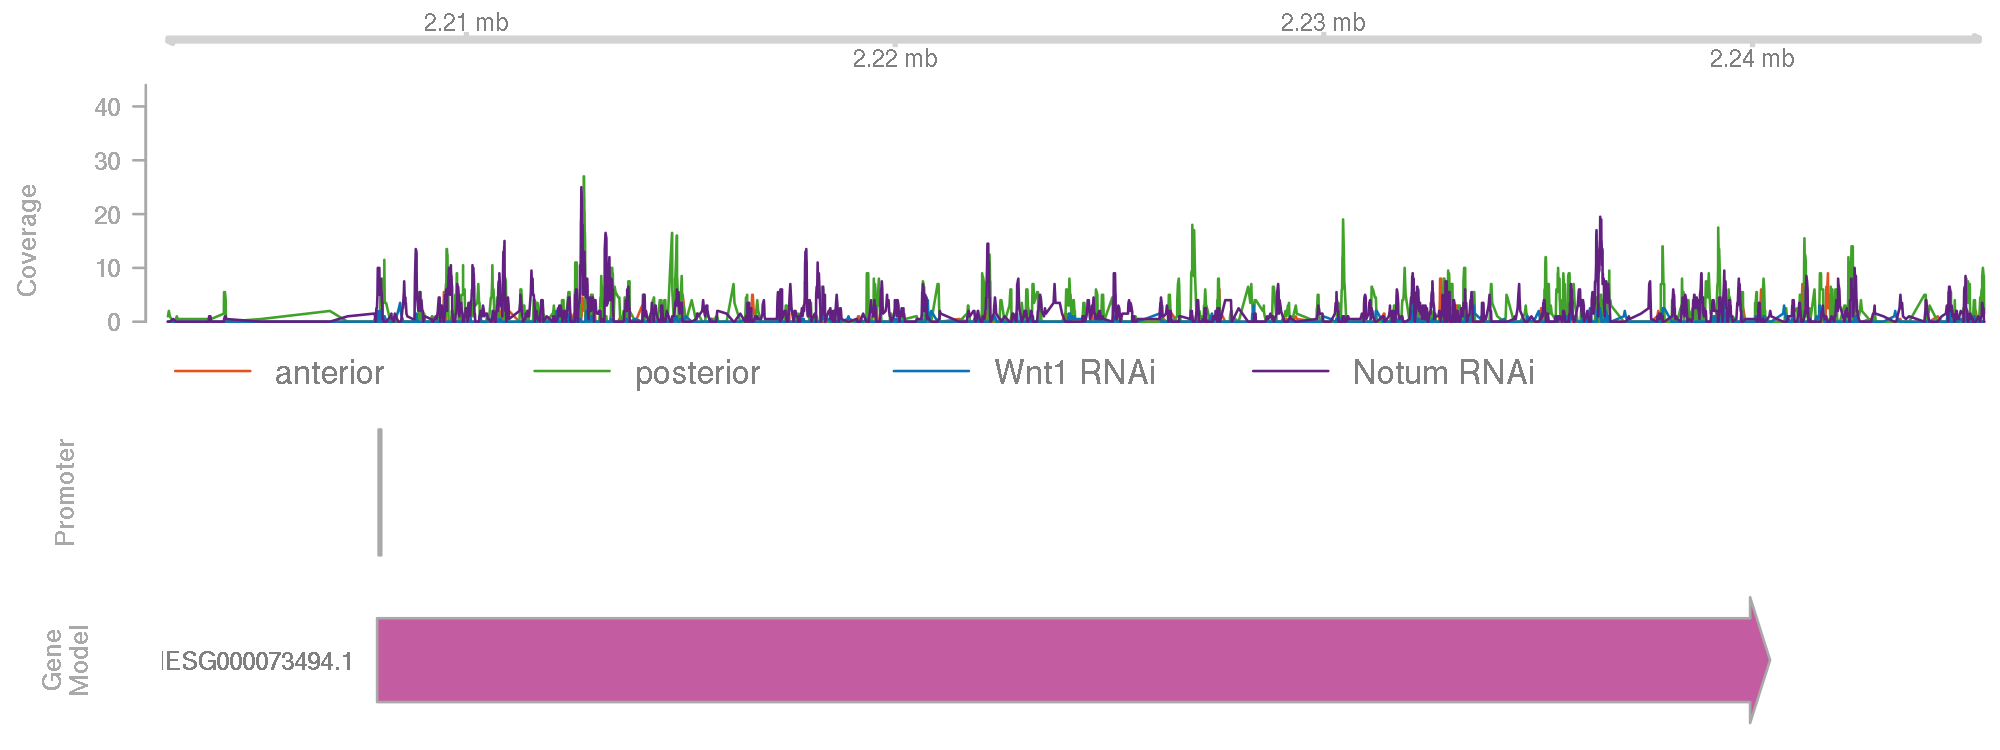 2.21 mb
2.23 mb
2.22 mb
2.24 mb
Coverage
40
30
20
10
0
anterior
posterior
Wnt1 RNAi
Notum RNAi
Promoter
Gene
Model
IESG000073494.1